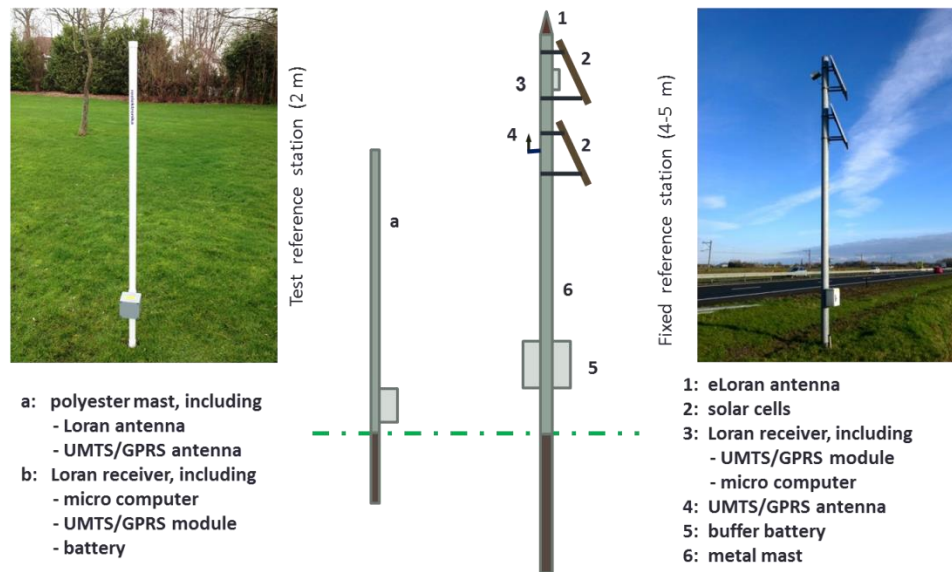 Test reference station (2 m)
a
1
2
3
4
2
6
5
Fixed reference station (4-5 m)
a: polyester mast, including
- Loran antenna
- UMTS/GPRS antenna
b: Loran receiver, including
- micro computer
- UMTS/GPRS module
- battery
1: eLoran antenna
2: solar cells
3: Loran receiver, including
- UMTS/GPRS module
- micro computer
4: UMTS/GPRS antenna
5: buffer battery
6: metal mast